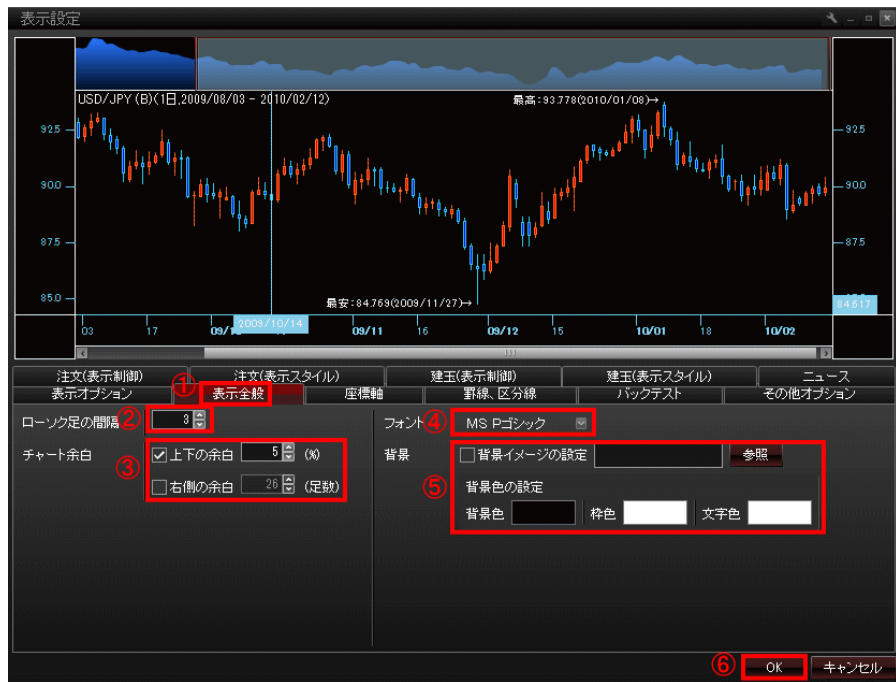 表示設定
USD/JPY (B)(1日,2009/08/03 - 2010/02/12)
最高:93.778(2010/01/08)→
92.5
92.5
90.0
90.0
87.5
87.5
85.0
最安:84.769(2009/11/27)→
84.617
03 17 2009/10/14 09/11 16 09/12 15 10/01 18 10/02
注文(表示制御) 注文(表示スタイル) 建玉(表示制御) 建玉(表示スタイル) ニュース
表示オプション ① 表示全般 座標軸 罫線、区分線 バックテスト その他オプション
ローソク足の間隔 ② 3
フォント ④ MS Pゴシック
チャート余白 ③ 上下の余白 5 (%)
右側の余白 26 (足数)
背景 ⑤ 背景イメージの設定 参照
背景色の設定
背景色 枠色 文字色
⑥ OK キャンセル